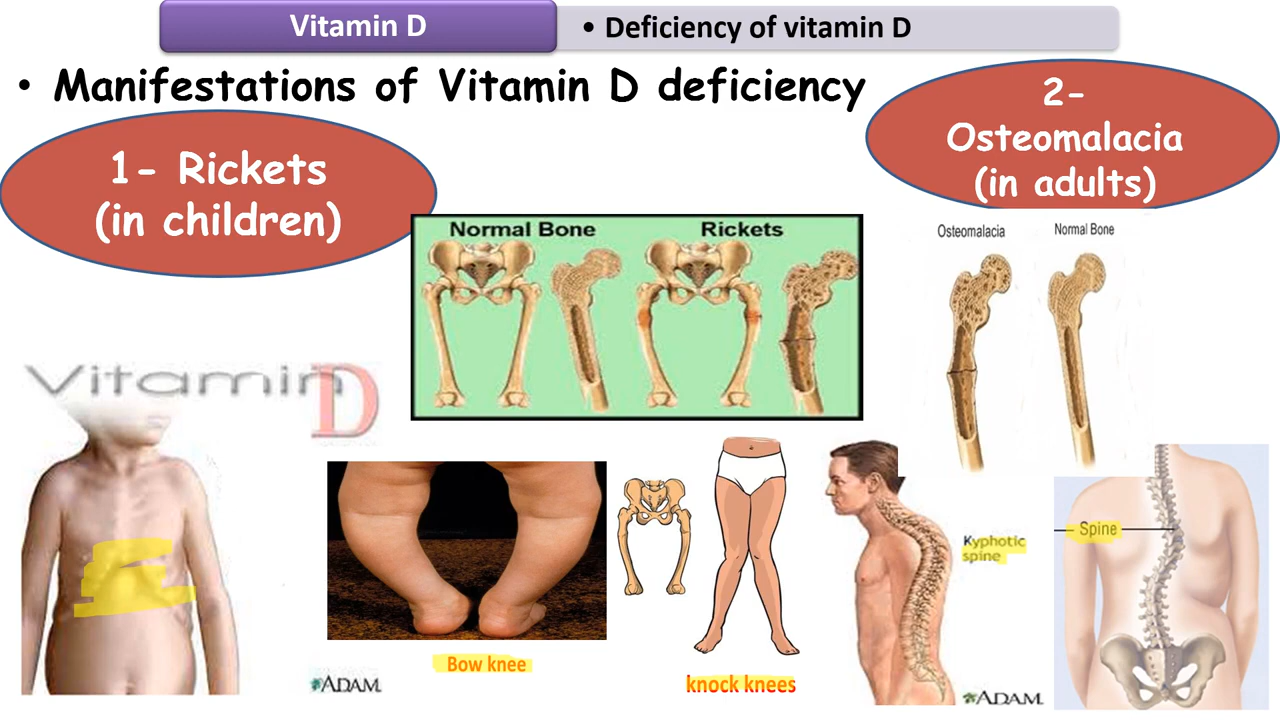 Vitamin D
• Deficiency of vitamin D
• Manifestations of Vitamin D deficiency
1- Rickets
(in children)
2-
Osteomalacia
(in adults)
Normal Bone
Rickets
Osteomalacia
Normal Bone
Vitamin D
Bow knee
knock knees
Kyphotic
spine
Spine
ADAM.
ADAM.